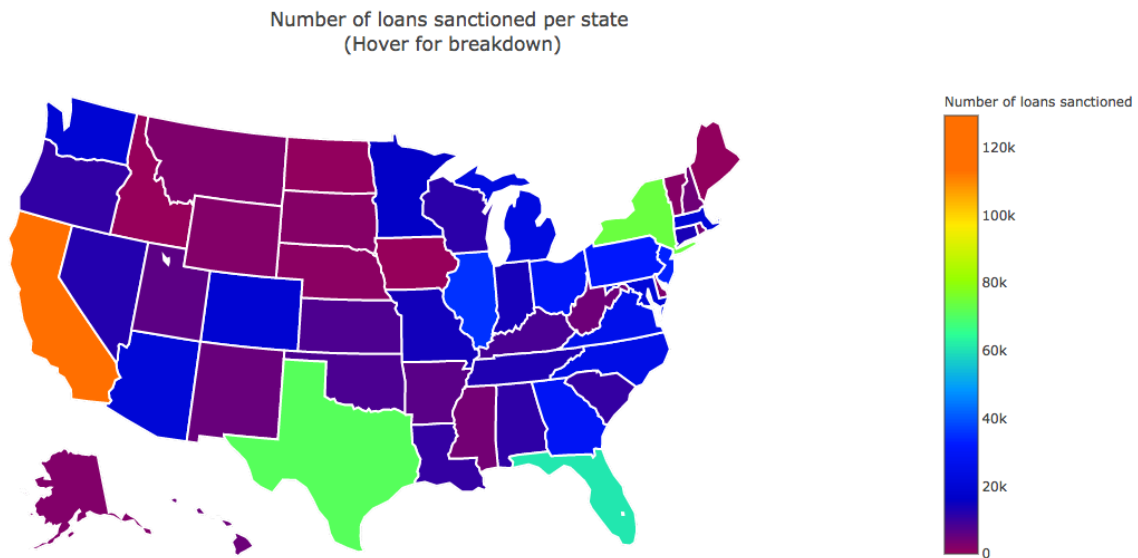 Number of loans sanctioned per state
(Hover for breakdown)
Number of loans sanctioned
120k
100k
80k
60k
40k
20k
0